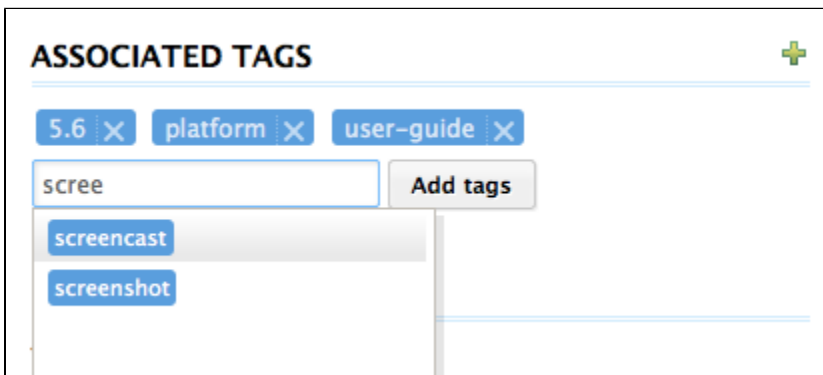 ASSOCIATED TAGS
5.6 platform user-guide
scree Add tags
screencast
screenshot